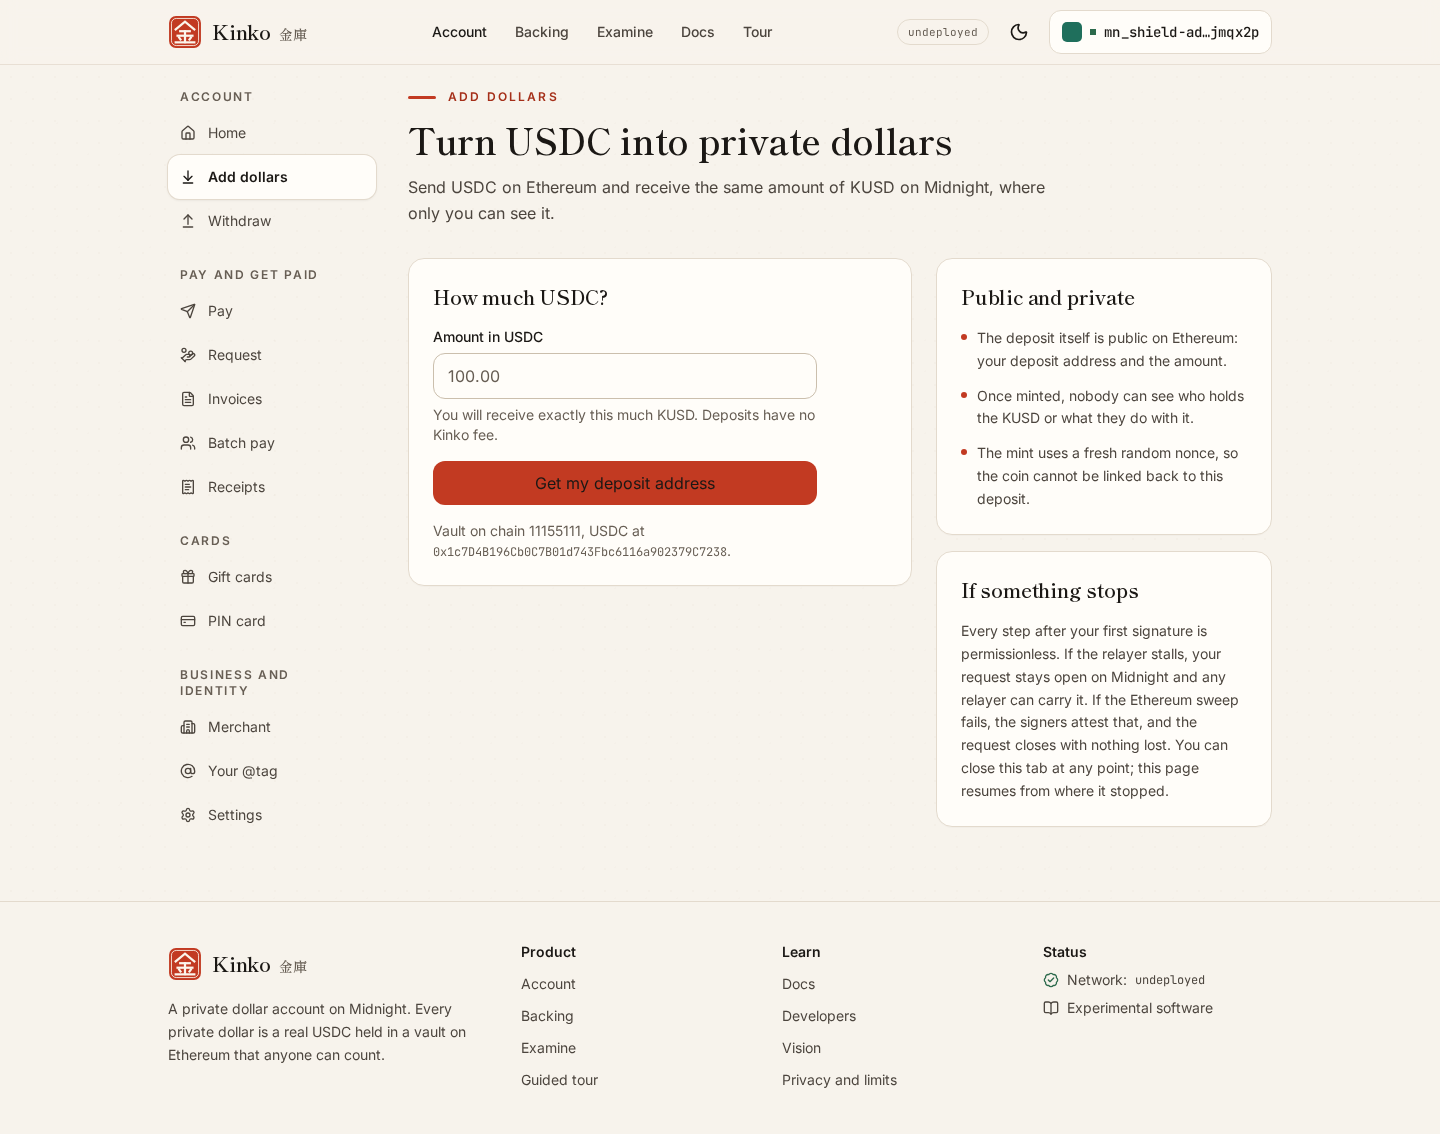 金 Kinko 金庫
Account
Backing
Examine
Docs
Tour
undeployed
mn_shield-ad…jmqx2p
ACCOUNT
Home
Add dollars
Withdraw
PAY AND GET PAID
Pay
Request
Invoices
Batch pay
Receipts
CARDS
Gift cards
PIN card
BUSINESS AND
IDENTITY
Merchant
Your @tag
Settings
ADD DOLLARS
Turn USDC into private dollars
Send USDC on Ethereum and receive the same amount of KUSD on Midnight, where
only you can see it.
How much USDC?
Amount in USDC
100.00
You will receive exactly this much KUSD. Deposits have no
Kinko fee.
Get my deposit address
Vault on chain 11155111, USDC at
0x1c7D4B196Cb0C7B01d743Fbc6116a902379C7238.
Public and private
The deposit itself is public on Ethereum:
your deposit address and the amount.
Once minted, nobody can see who holds
the KUSD or what they do with it.
The mint uses a fresh random nonce, so
the coin cannot be linked back to this
deposit.
If something stops
Every step after your first signature is
permissionless. If the relayer stalls, your
request stays open on Midnight and any
relayer can carry it. If the Ethereum sweep
fails, the signers attest that, and the
request closes with nothing lost. You can
close this tab at any point; this page
resumes from where it stopped.
金 Kinko 金庫
A private dollar account on Midnight. Every
private dollar is a real USDC held in a vault on
Ethereum that anyone can count.
Product
Account
Backing
Examine
Guided tour
Learn
Docs
Developers
Vision
Privacy and limits
Status
Network: undeployed
Experimental software